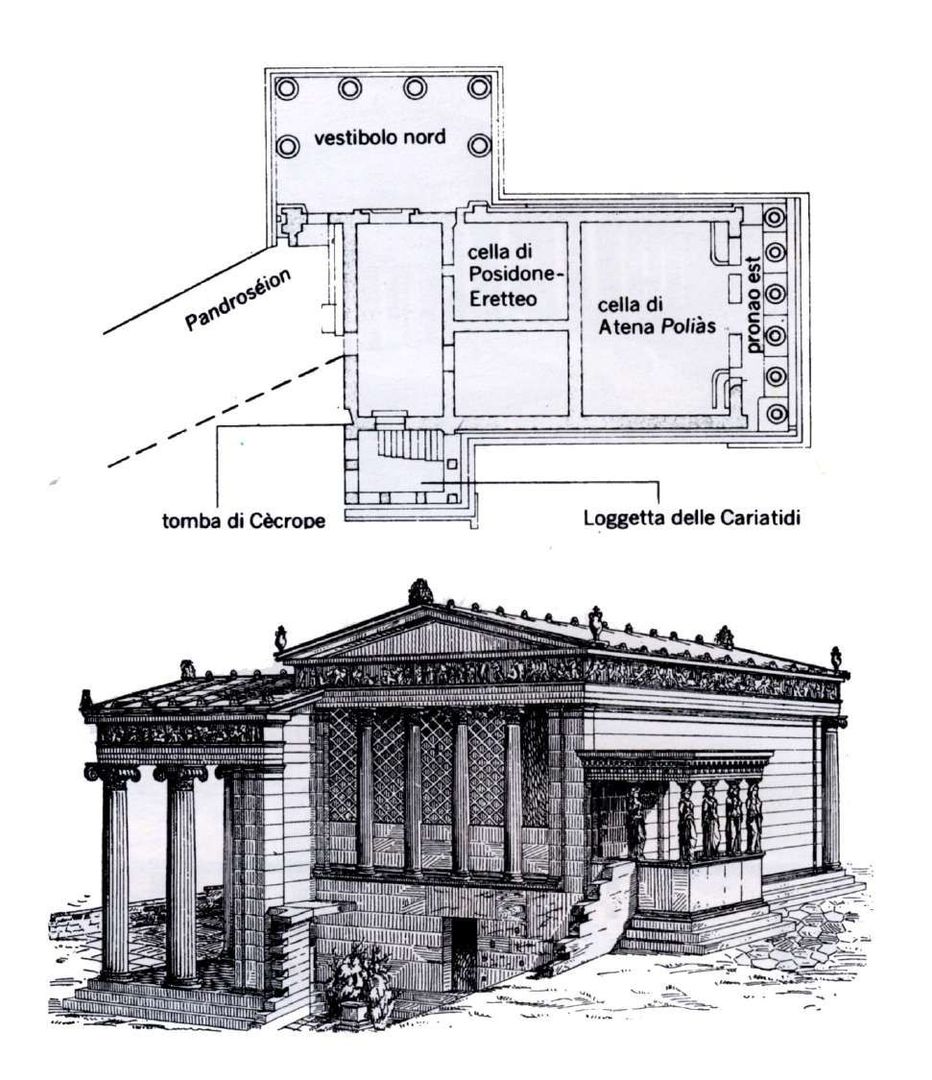 vestibolo nord
Pandroséion
cella di
Posidone-
Eretteo
cella di
Atena Poliàs
pronao est
tomba di Cècrope
Loggetta delle Cariatidi